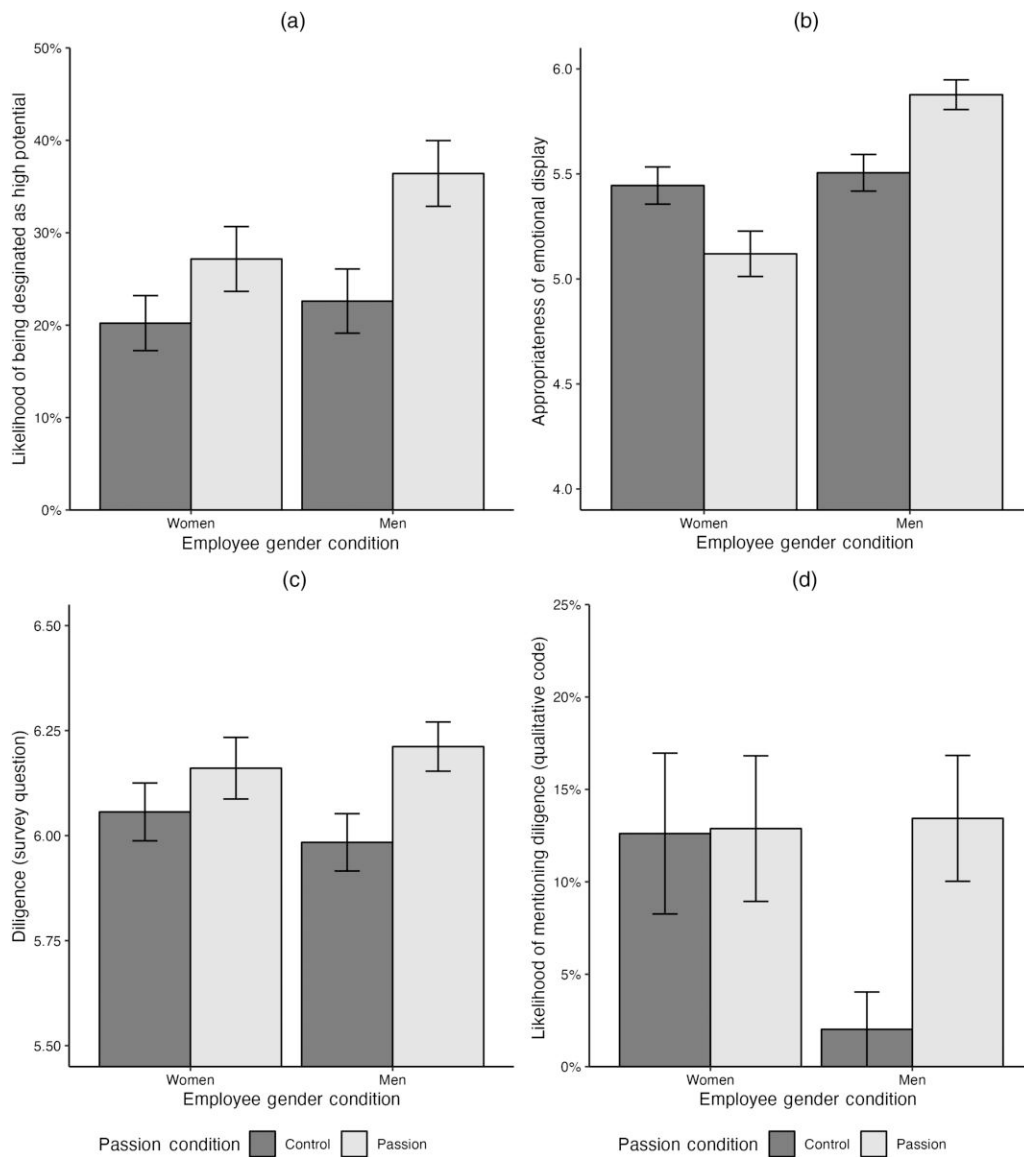 (a)
Likelihood of being desginated as high potential
50%
40%
30%
20%
10%
0%
Women
Men
Employee gender condition
(b)
Appropriateness of emotional display
6.0
5.5
5.0
4.5
4.0
Women
Men
Employee gender condition
(c)
Diligence (survey question)
6.50
6.25
6.00
5.75
5.50
Women
Men
Employee gender condition
(d)
Likelihood of mentioning diligence (qualitative code)
25%
20%
15%
10%
5%
0%
Women
Men
Employee gender condition
Passion condition Control Passion
Passion condition Control Passion